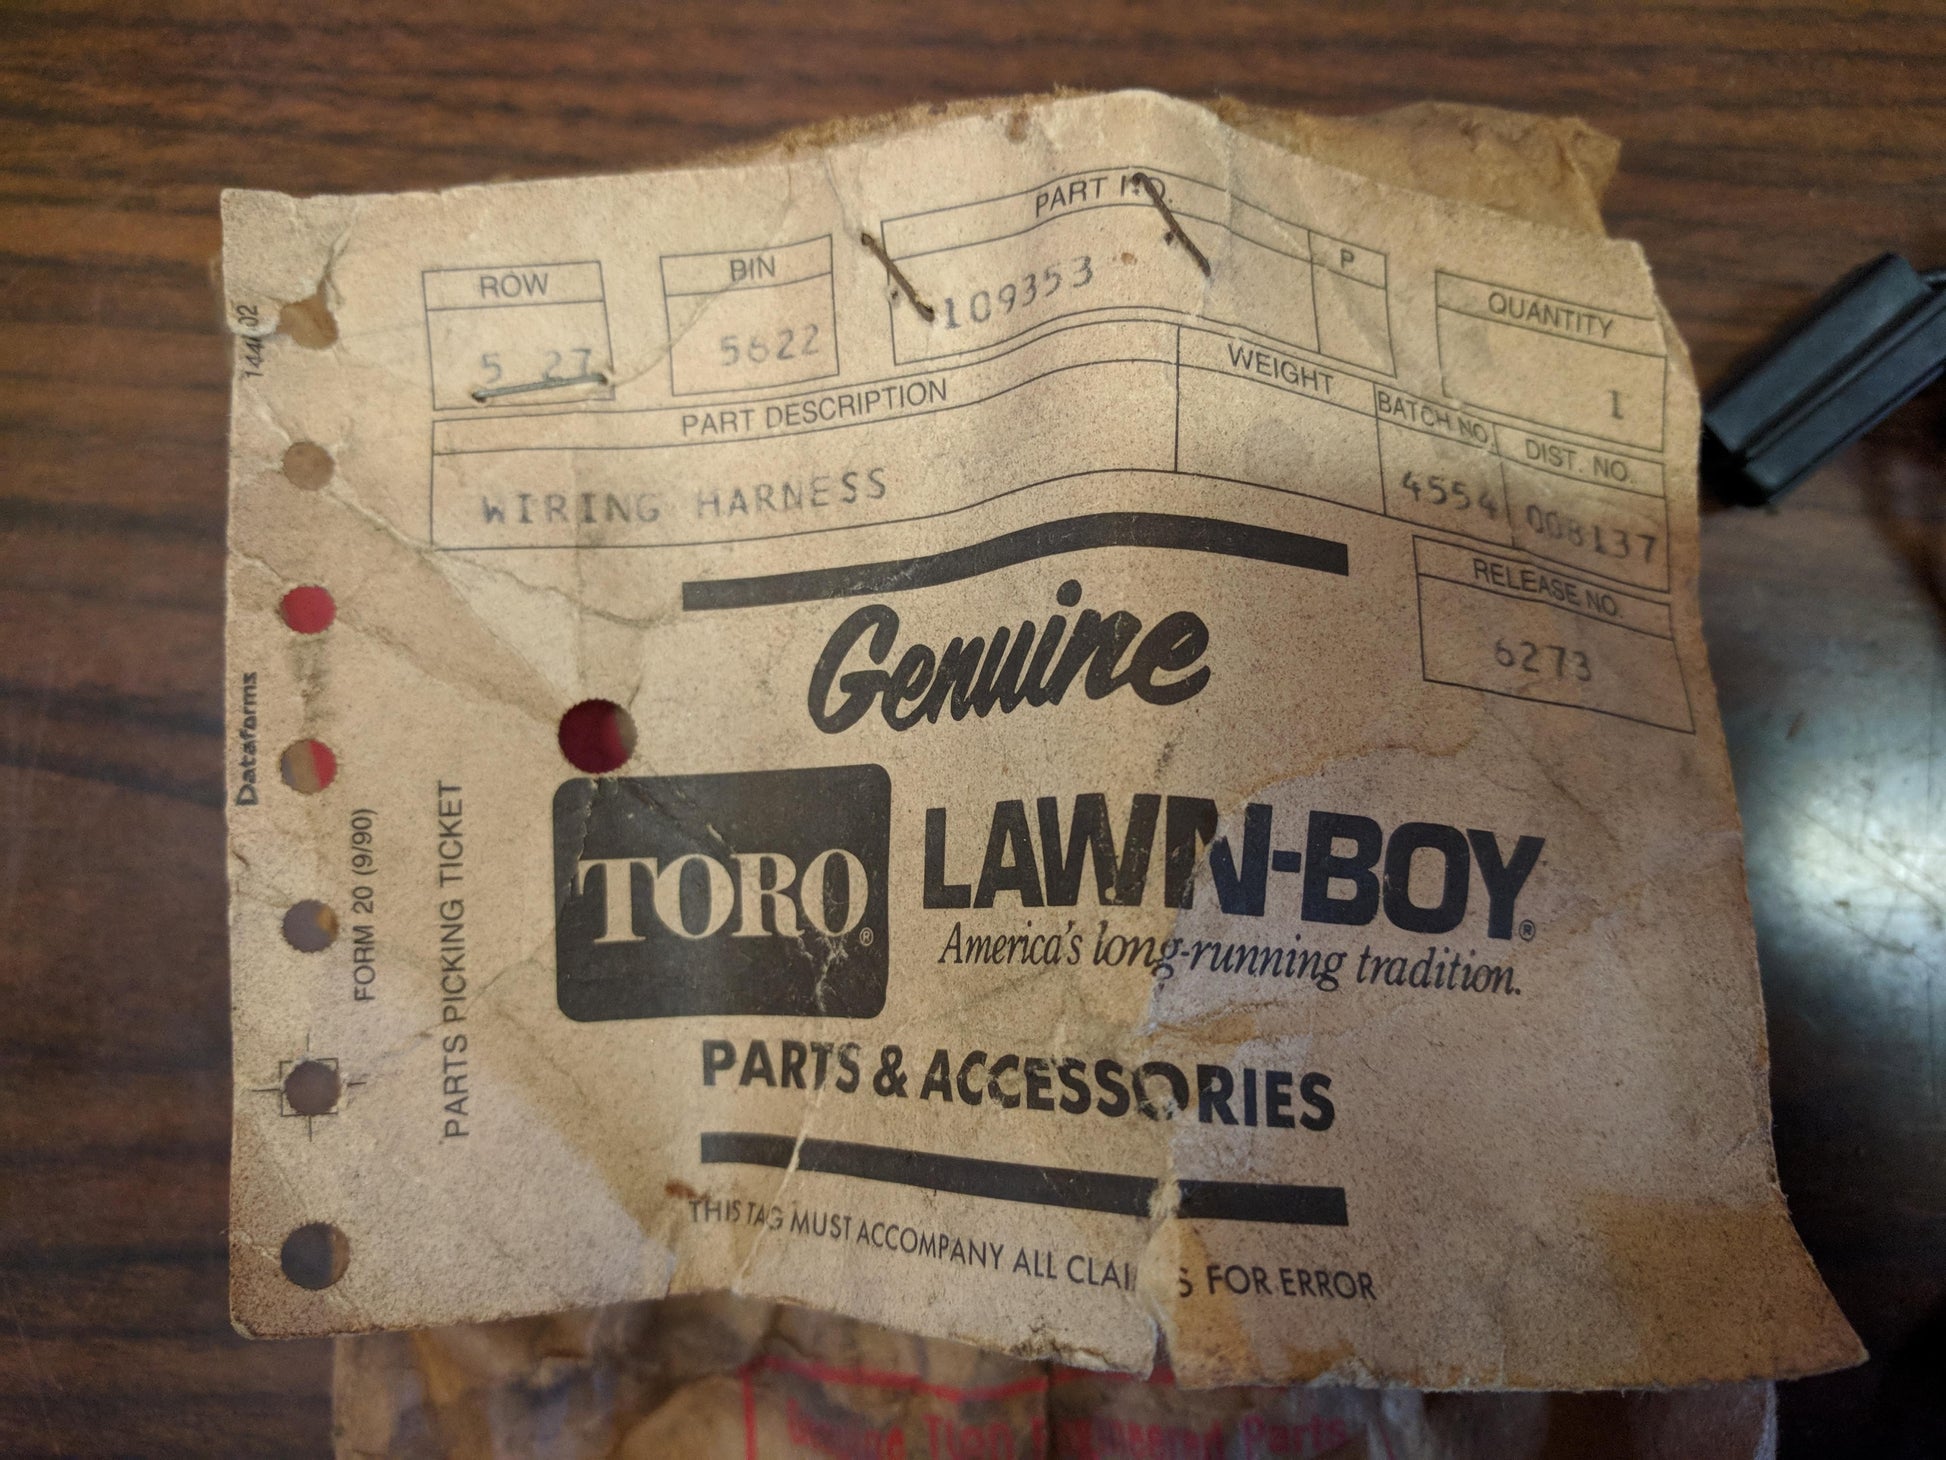 PART NO.
P
ROW
BIN
QUANTITY
5 27
5622
109353
1
PART DESCRIPTION
WEIGHT
BATCH NO.
DIST. NO.
WIRING HARNESS
4554
008137
RELEASE NO.
6273
Genuine
TORO®
LAWN-BOY®
America's long-running tradition.
PARTS & ACCESSORIES
THIS TAG MUST ACCOMPANY ALL CLAI S FOR ERROR
Dataforms
FORM 20 (9/90)
PARTS PICKING TICKET
Parts